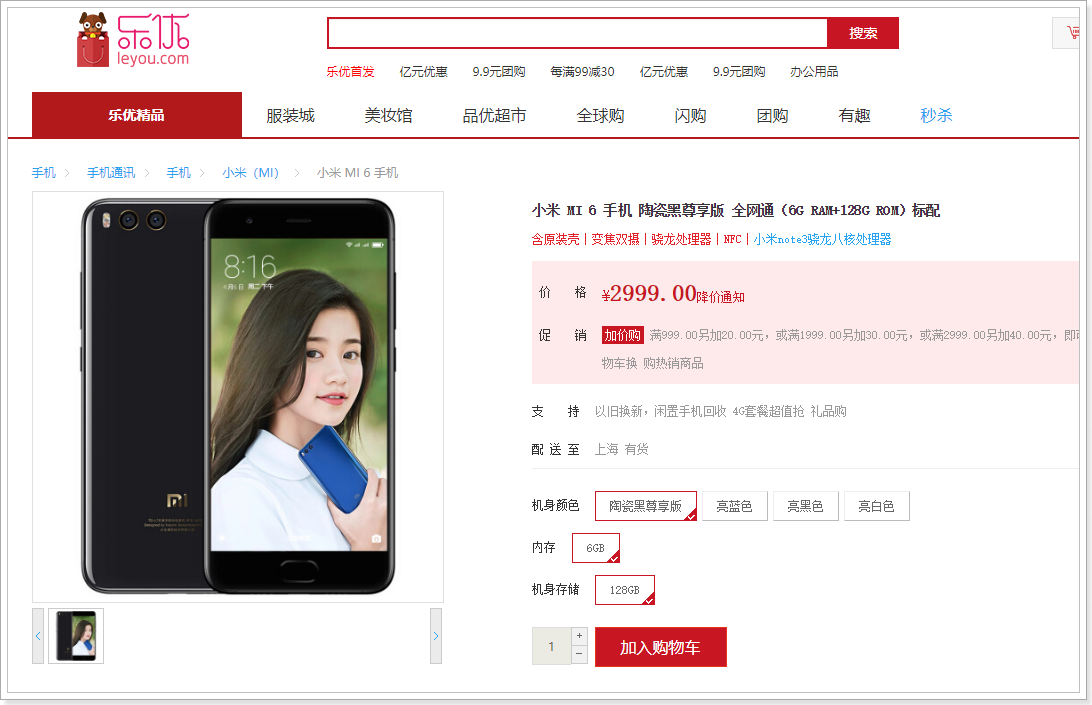 乐优
leyou.com
搜索
乐优首发 亿元优惠 9.9元团购 每满99减30 亿元优惠 9.9元团购 办公用品
乐优精品 服装城 美妆馆 品优超市 全球购 闪购 团购 有趣 秒杀
手机 手机通讯 手机 小米（MI） 小米 MI 6 手机
小米 MI 6 手机 陶瓷黑尊享版 全网通（6G RAM+128G ROM）标配
含原装壳|变焦双摄|骁龙处理器|NFC|小米note3骁龙八核处理器
价 格 ¥2999.00降价通知
促 销 加价购 满999.00另加20.00元，或满1999.00另加30.00元，或满2999.00另加40.00元，即
物车换 购热销商品
支 持 以旧换新，闲置手机回收 4G套餐超值抢 礼品购
配 送 至 上海 有货
机身颜色 陶瓷黑尊享版 亮蓝色 亮黑色 亮白色
内存 6GB
机身存储 128GB
1 + − 加入购物车
8:16
4月6日 周二下午
MI